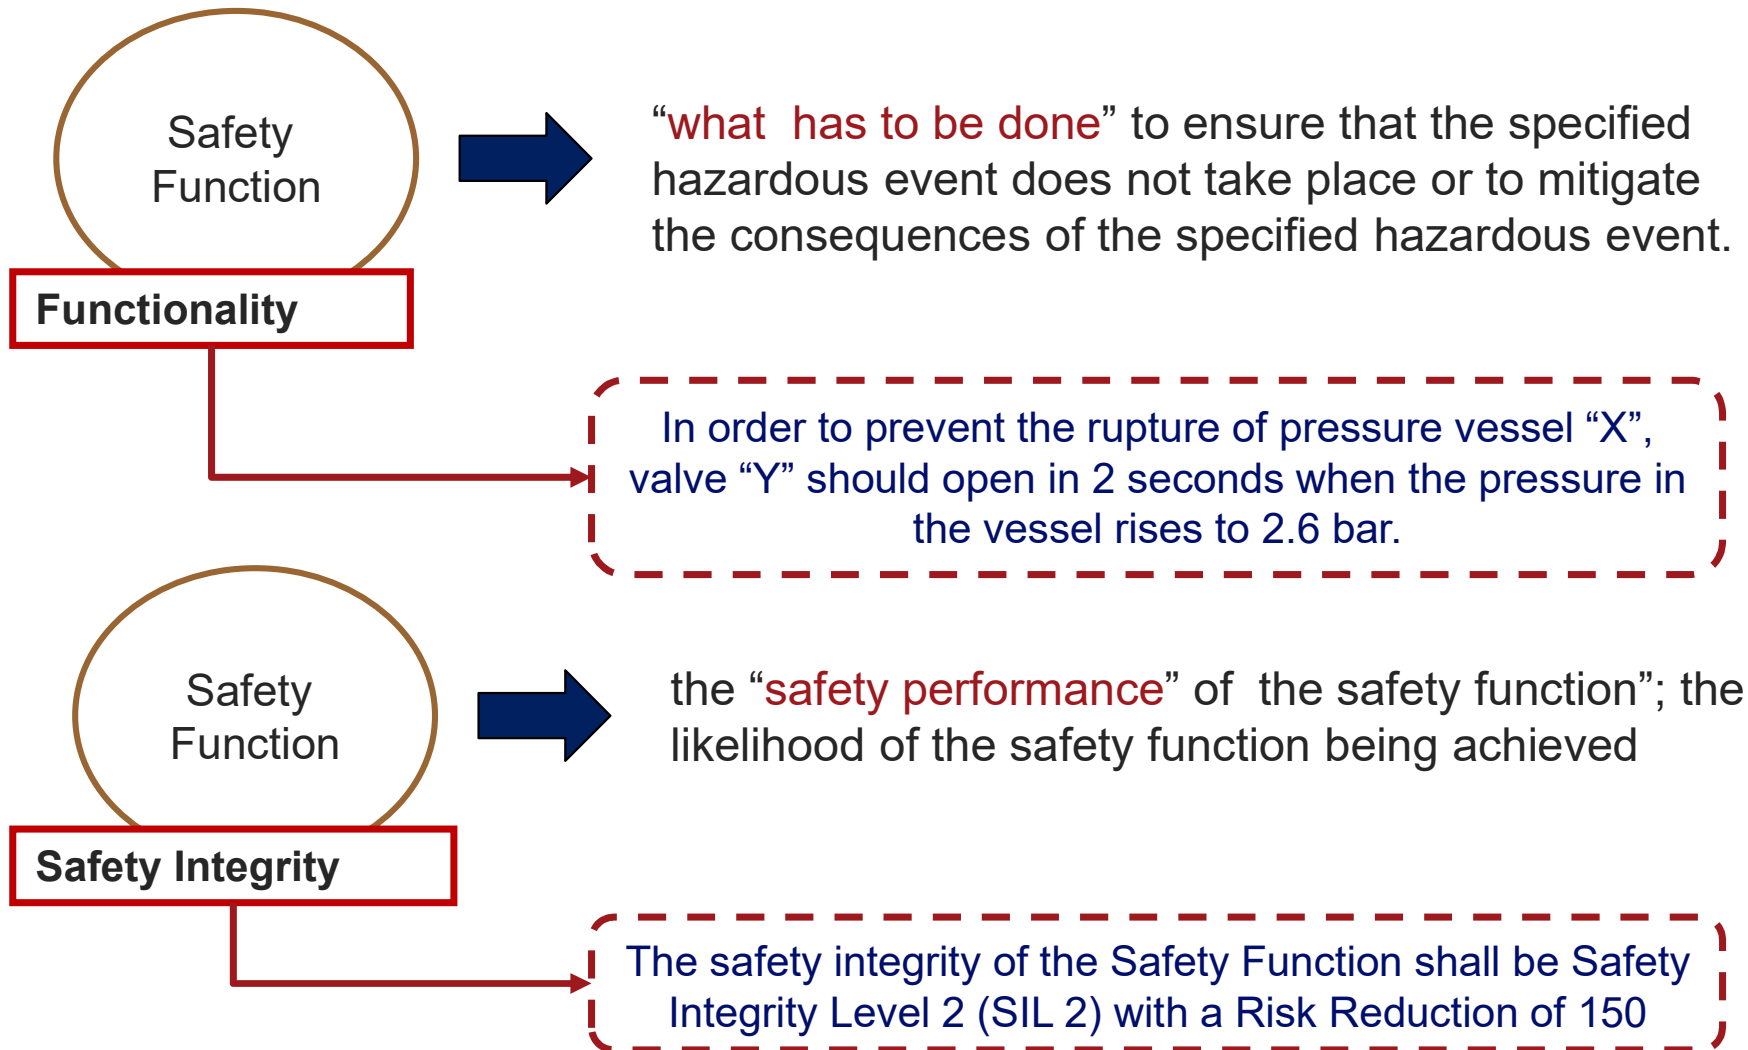 Safety
Function
“what  has to be done” to ensure that the specified
hazardous event does not take place or to mitigate
the consequences of the specified hazardous event.
Functionality
In order to prevent the rupture of pressure vessel “X”,
valve “Y” should open in 2 seconds when the pressure in
the vessel rises to 2.6 bar.
Safety
Function
the “safety performance” of  the safety function”; the
likelihood of the safety function being achieved
Safety Integrity
The safety integrity of the Safety Function shall be Safety
Integrity Level 2 (SIL 2) with a Risk Reduction of 150